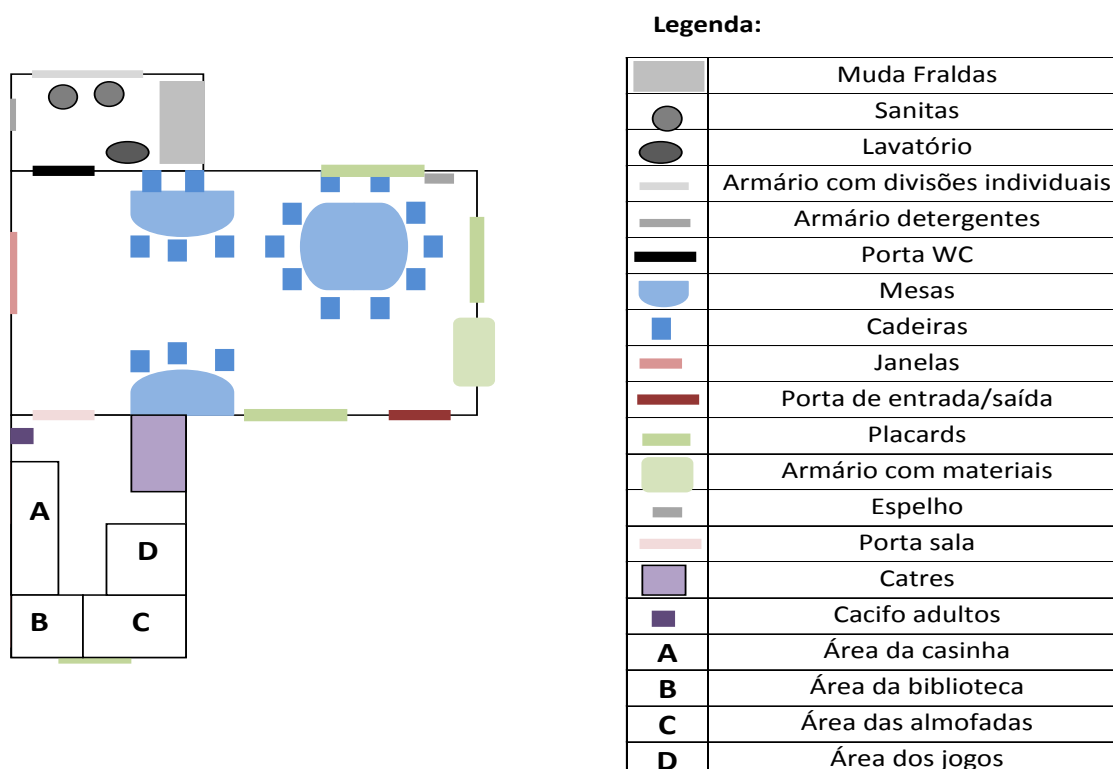 Legenda:
Muda Fraldas
Sanitas
Lavatório
Armário com divisões individuais
Armário detergentes
Porta WC
Mesas
Cadeiras
Janelas
Porta de entrada/saída
Placards
Armário com materiais
Espelho
Porta sala
Catres
Cacifo adultos
A Área da casinha
B Área da biblioteca
C Área das almofadas
D Área dos jogos
A
D
B C